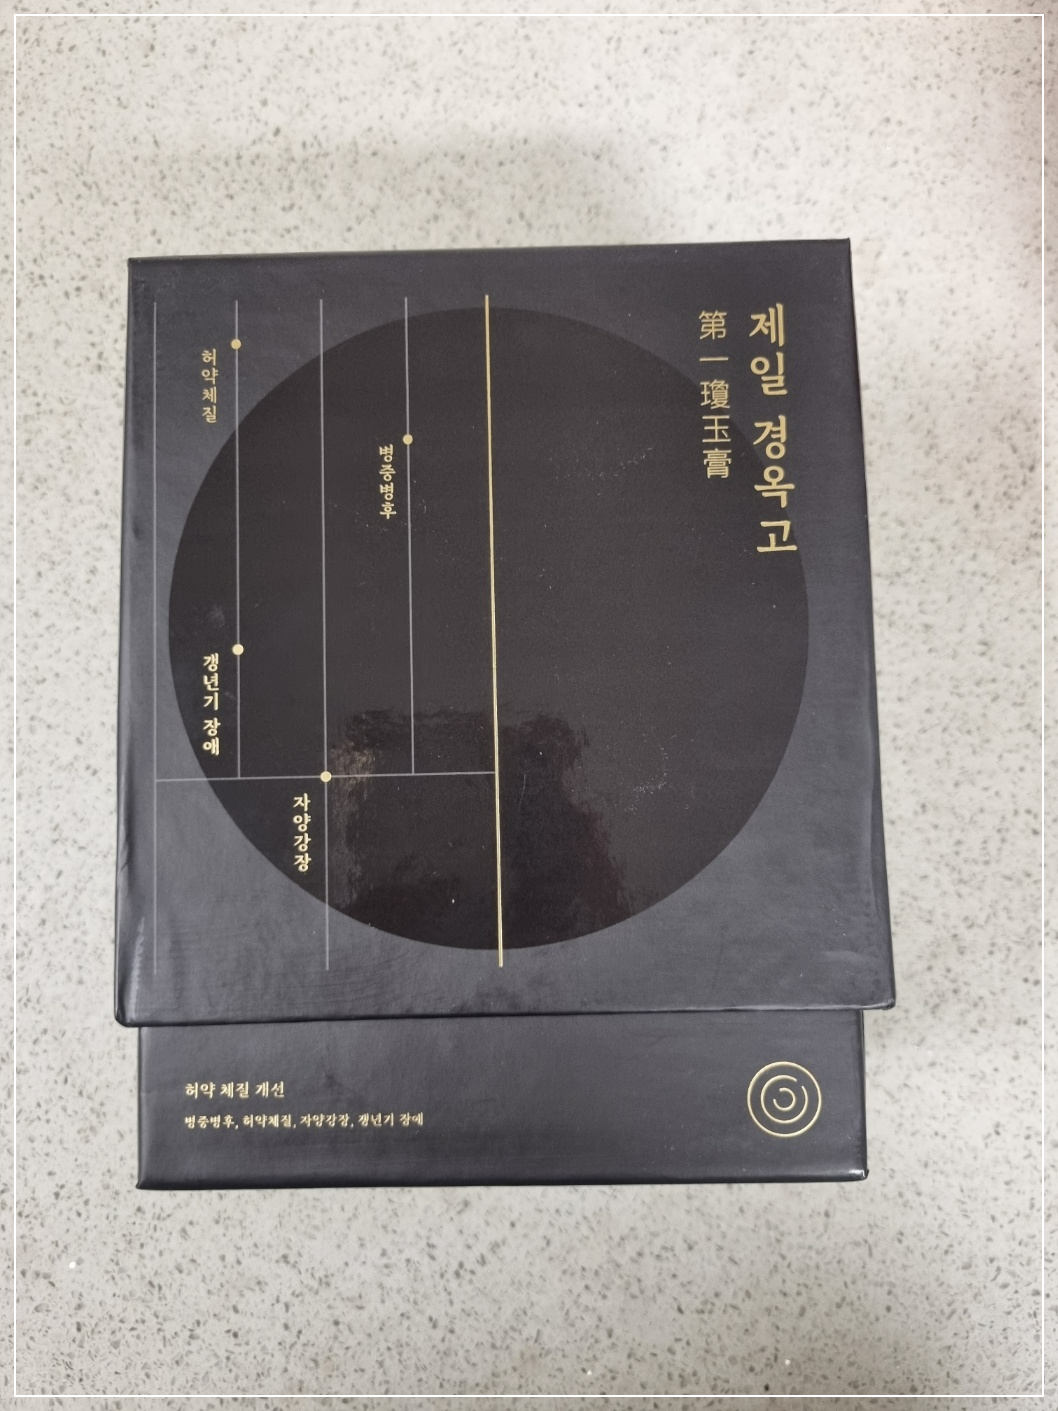 제일 경옥고
第一瓊玉膏
병중병후
자양강장
허약체질
갱년기 장애
허약 체질 개선
병중병후, 허약체질, 자양강장, 갱년기 장애